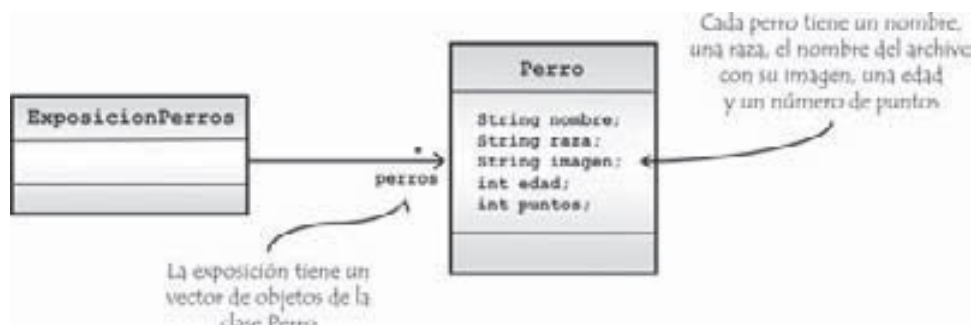 Cada perro tiene un nombre,
una raza, el nombre del archivo
con su imagen, una edad
y un número de puntos
Perro
String nombre;
String raza;
String imagen;
int edad;
int puntos;
ExposicionPerros
*
perros
La exposición tiene un
vector de objetos de la
clase Perro